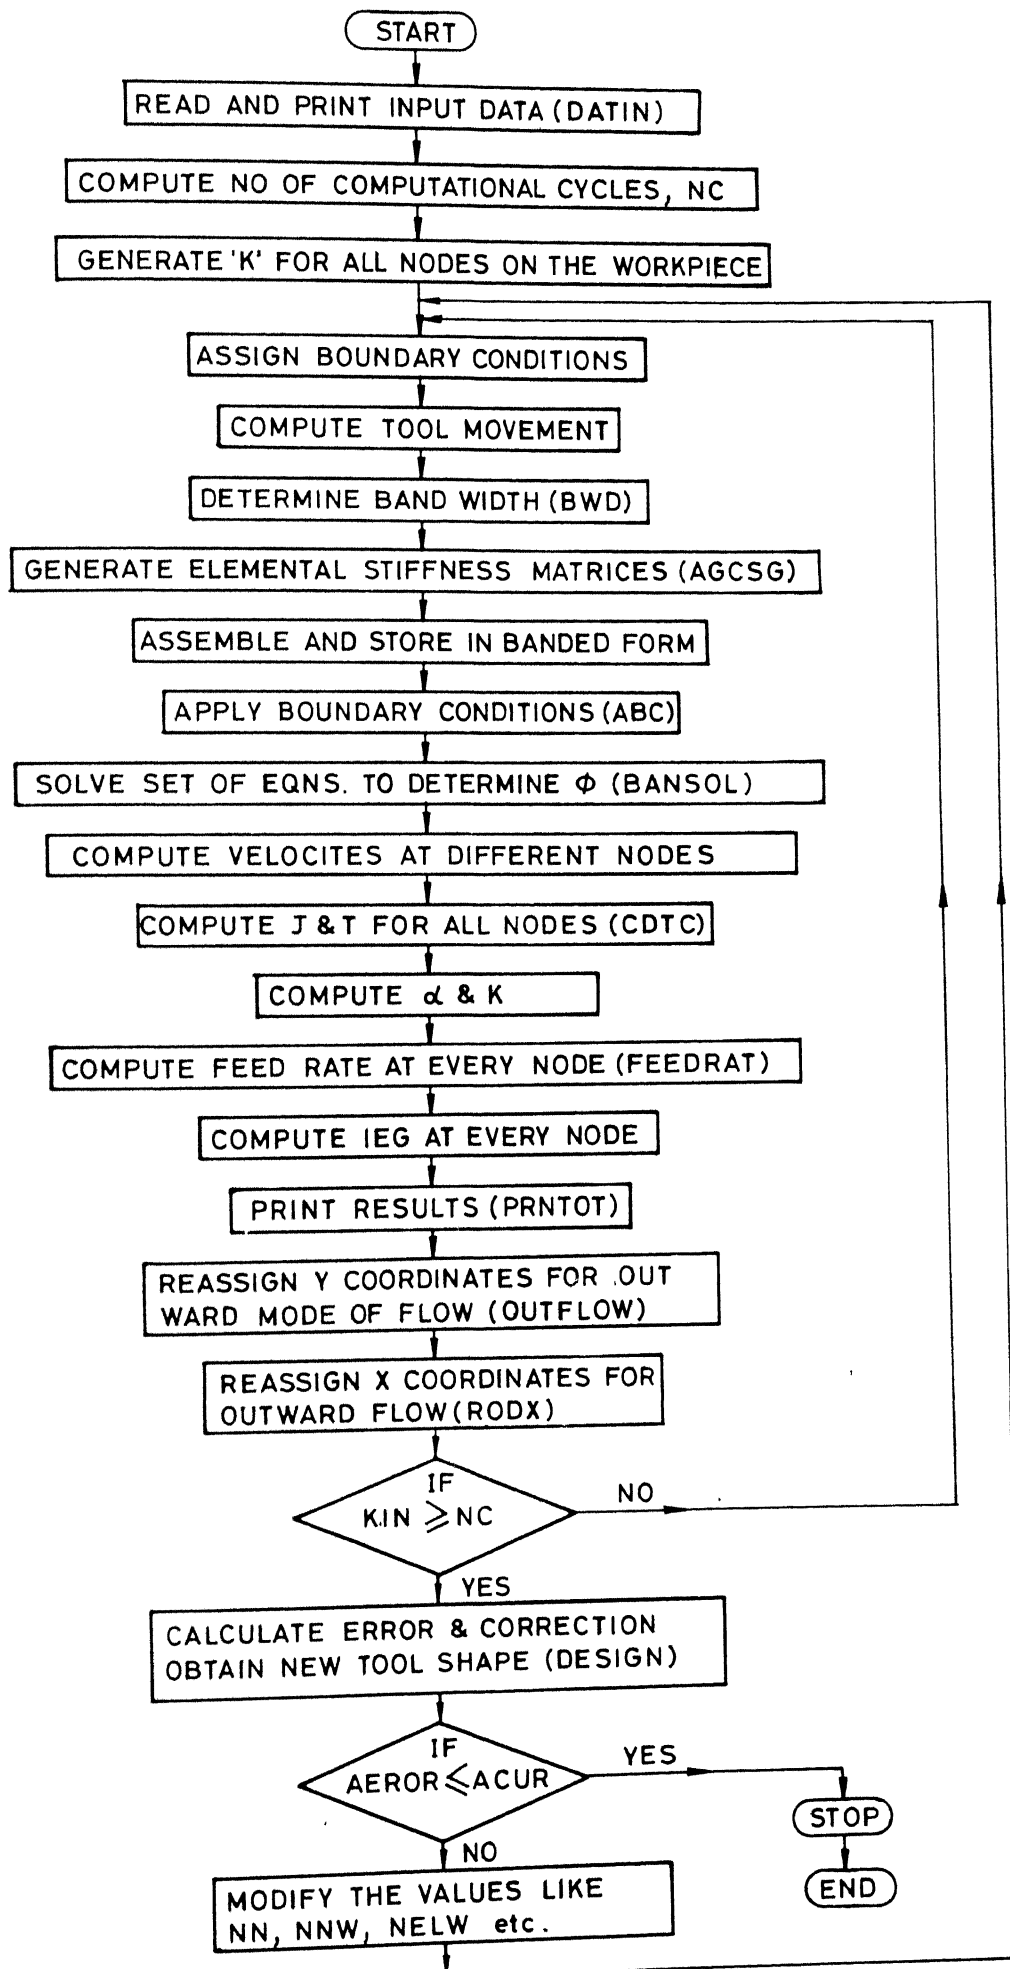 START
READ AND PRINT INPUT DATA (DATIN)
COMPUTE NO OF COMPUTATIONAL CYCLES, NC
GENERATE 'K' FOR ALL NODES ON THE WORKPIECE
ASSIGN BOUNDARY CONDITIONS
COMPUTE TOOL MOVEMENT
DETERMINE BAND WIDTH (BWD)
GENERATE ELEMENTAL STIFFNESS MATRICES (AGCSG)
ASSEMBLE AND STORE IN BANDED FORM
APPLY BOUNDARY CONDITIONS (ABC)
SOLVE SET OF EQNS. TO DETERMINE Φ (BANSOL)
COMPUTE VELOCITES AT DIFFERENT NODES
COMPUTE J & T FOR ALL NODES (CDTC)
COMPUTE α & K
COMPUTE FEED RATE AT EVERY NODE (FEEDRAT)
COMPUTE IEG AT EVERY NODE
PRINT RESULTS (PRNTOT)
REASSIGN Y COORDINATES FOR OUT
WARD MODE OF FLOW (OUTFLOW)
REASSIGN X COORDINATES FOR
OUTWARD FLOW (RODX)
IF
KIN ⩾ NC
NO
YES
CALCULATE ERROR & CORRECTION
OBTAIN NEW TOOL SHAPE (DESIGN)
IF
AEROR ⩽ ACUR
YES
STOP
END
NO
MODIFY THE VALUES LIKE
NN, NNW, NELW etc.